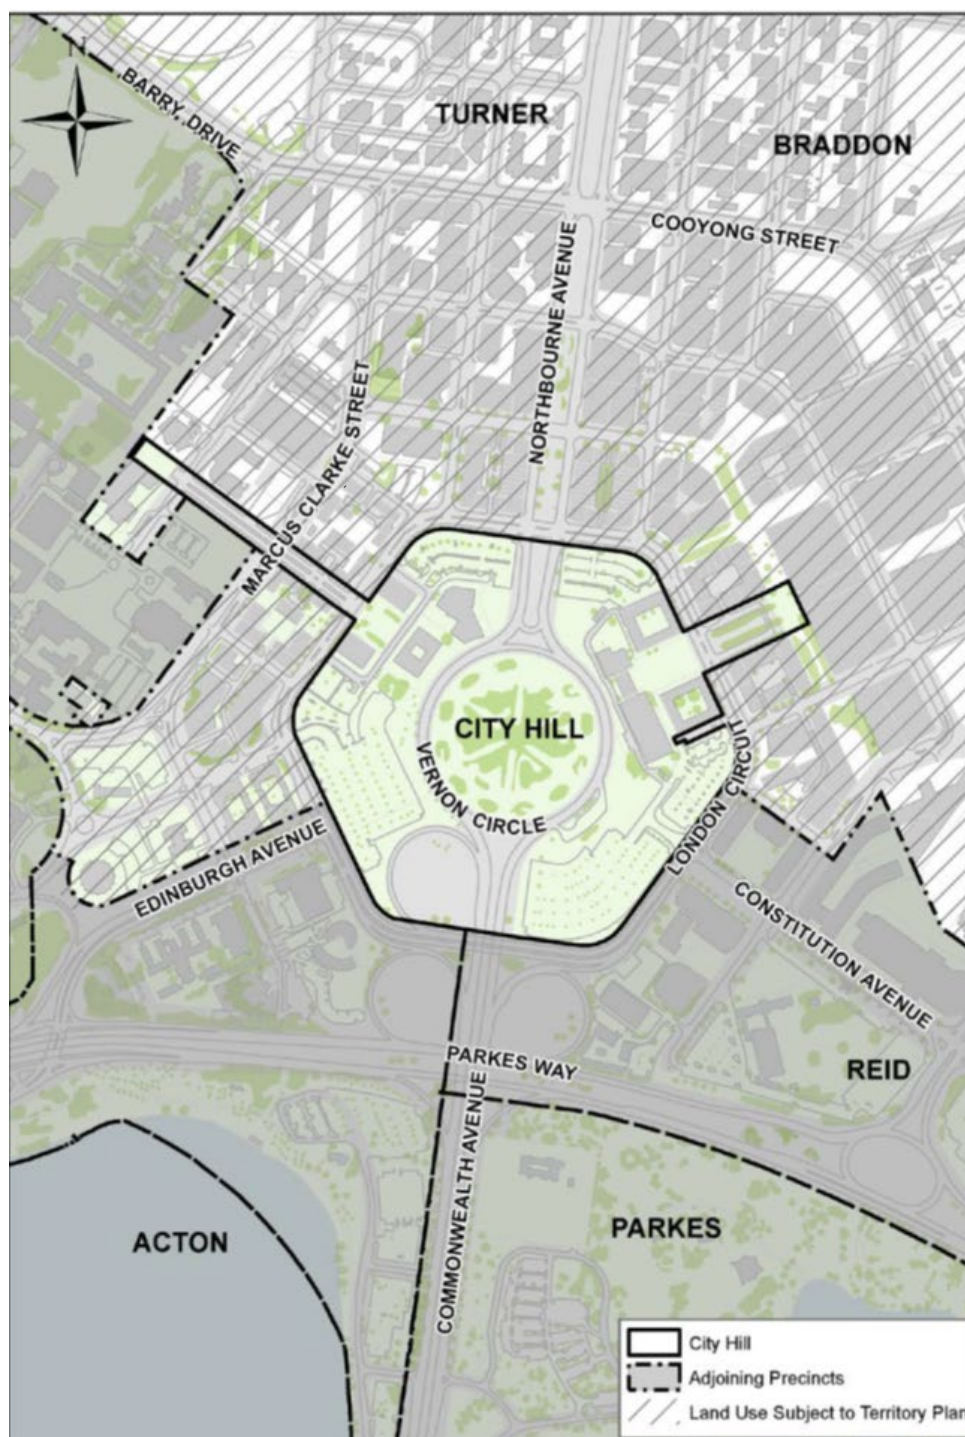 N
BARRY DRIVE
TURNER
BRADDON
COOYONG STREET
NORTHBOURNE AVENUE
MARCUS CLARKE STREET
CITY HILL
VERNON CIRCLE
LONDON CIRCUIT
EDINBURGH AVENUE
CONSTITUTION AVENUE
PARKES WAY
REID
COMMONWEALTH AVENUE
ACTON
PARKES
City Hill
Adjoining Precincts
Land Use Subject to Territory Plan